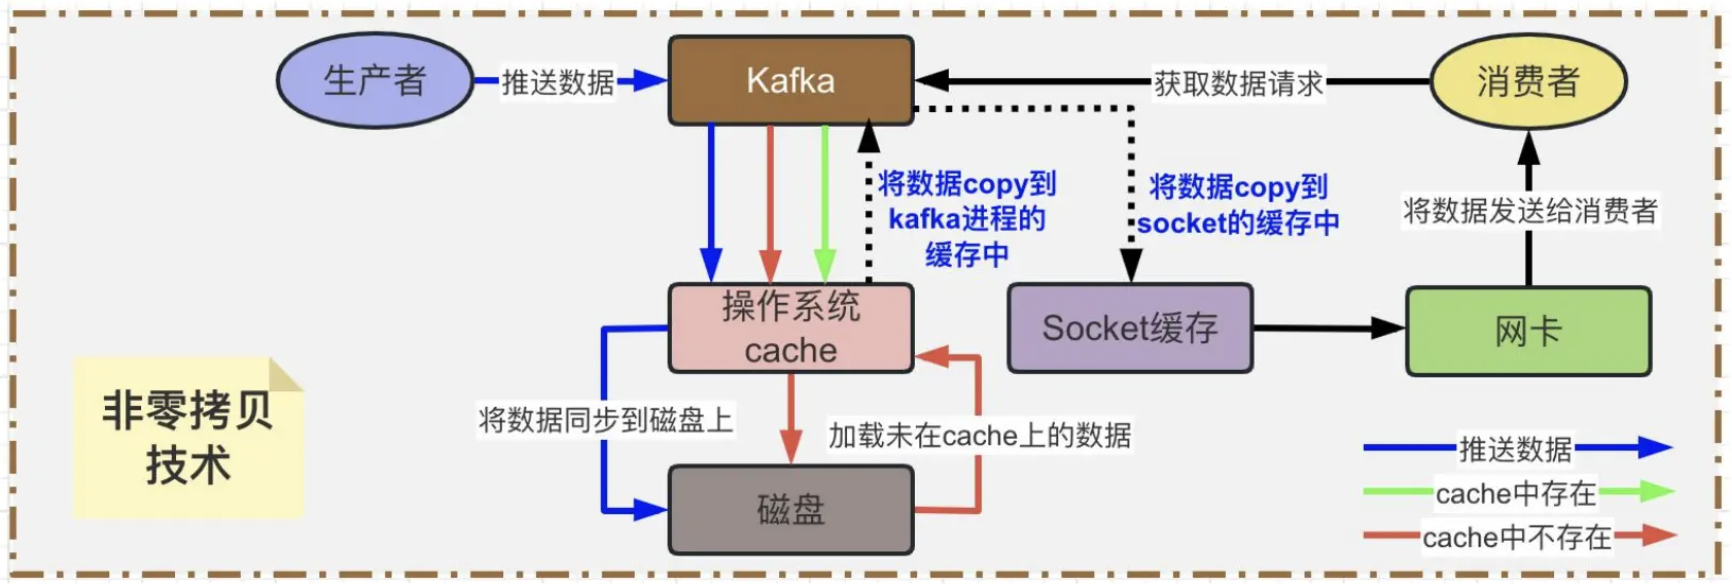 生产者
推送数据
Kafka
获取数据请求
消费者
将数据copy到
kafka进程的
缓存中
将数据copy到
socket的缓存中
将数据发送给消费者
操作系统
cache
Socket缓存
网卡
非零拷贝
技术
将数据同步到磁盘上
加载未在cache上的数据
磁盘
推送数据
cache中存在
cache中不存在